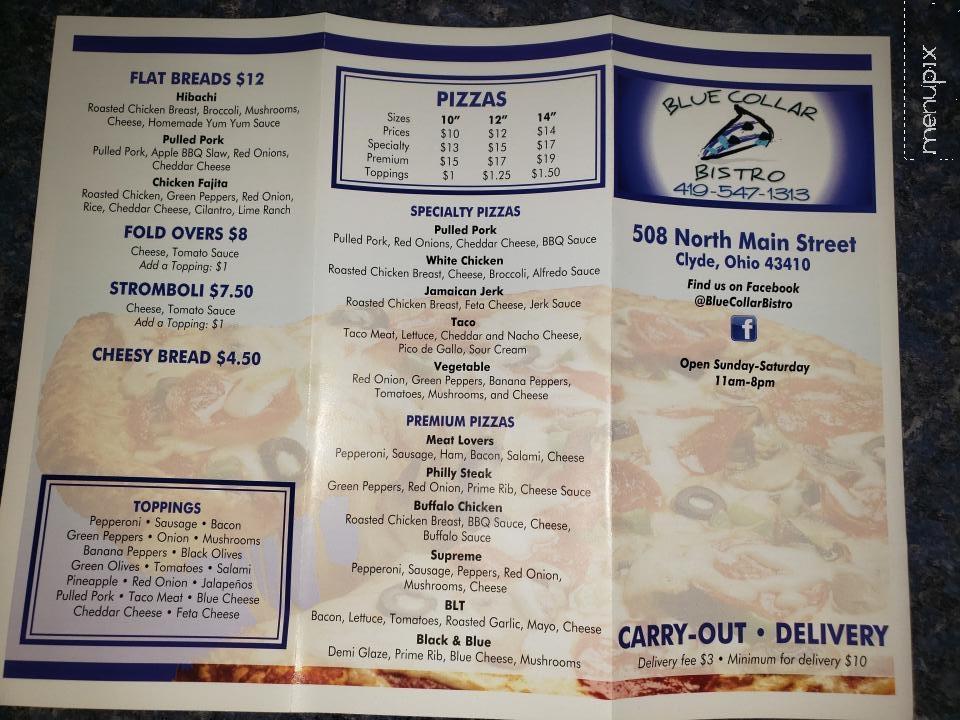 FLAT BREADS $12
Hibachi
Roasted Chicken Breast, Broccoli, Mushrooms,
Cheese, Homemade Yum Yum Sauce
Pulled Pork
Pulled Pork, Apple BBQ Slaw, Red Onions,
Cheddar Cheese
Chicken Fajita
Roasted Chicken, Green Peppers, Red Onion,
Rice, Cheddar Cheese, Cilantro, Lime Ranch
FOLD OVERS $8
Cheese, Tomato Sauce
Add a Topping: $1
STROMBOLI $7.50
Cheese, Tomato Sauce
Add a Topping: $1
CHEESY BREAD $4.50
TOPPINGS
Pepperoni • Sausage • Bacon
Green Peppers • Onion • Mushrooms
Banana Peppers • Black Olives
Green Olives • Tomatoes • Salami
Pineapple • Red Onion • Jalapeños
Pulled Pork • Taco Meat • Blue Cheese
Cheddar Cheese • Feta Cheese
PIZZAS
Sizes 10” 12” 14”
Prices $10 $12 $14
Specialty $13 $15 $17
Premium $15 $17 $19
Toppings $1 $1.25 $1.50
SPECIALTY PIZZAS
Pulled Pork
Pulled Pork, Red Onions, Cheddar Cheese, BBQ Sauce
White Chicken
Roasted Chicken Breast, Cheese, Broccoli, Alfredo Sauce
Jamaican Jerk
Roasted Chicken Breast, Feta Cheese, Jerk Sauce
Taco
Taco Meat, Lettuce, Cheddar and Nacho Cheese,
Pico de Gallo, Sour Cream
Vegetable
Red Onion, Green Peppers, Banana Peppers,
Tomatoes, Mushrooms, and Cheese
PREMIUM PIZZAS
Meat Lovers
Pepperoni, Sausage, Ham, Bacon, Salami, Cheese
Philly Steak
Green Peppers, Red Onion, Prime Rib, Cheese Sauce
Buffalo Chicken
Roasted Chicken Breast, BBQ Sauce, Cheese,
Buffalo Sauce
Supreme
Pepperoni, Sausage, Peppers, Red Onion,
Mushrooms, Cheese
BLT
Bacon, Lettuce, Tomatoes, Roasted Garlic, Mayo, Cheese
Black & Blue
Demi Glaze, Prime Rib, Blue Cheese, Mushrooms
BLUE COLLAR
BISTRO
419-547-1313
508 North Main Street
Clyde, Ohio 43410
Find us on Facebook
@BlueCollarBistro
f
Open Sunday-Saturday
11am-8pm
CARRY-OUT • DELIVERY
Delivery fee $3 • Minimum for delivery $10
menupix